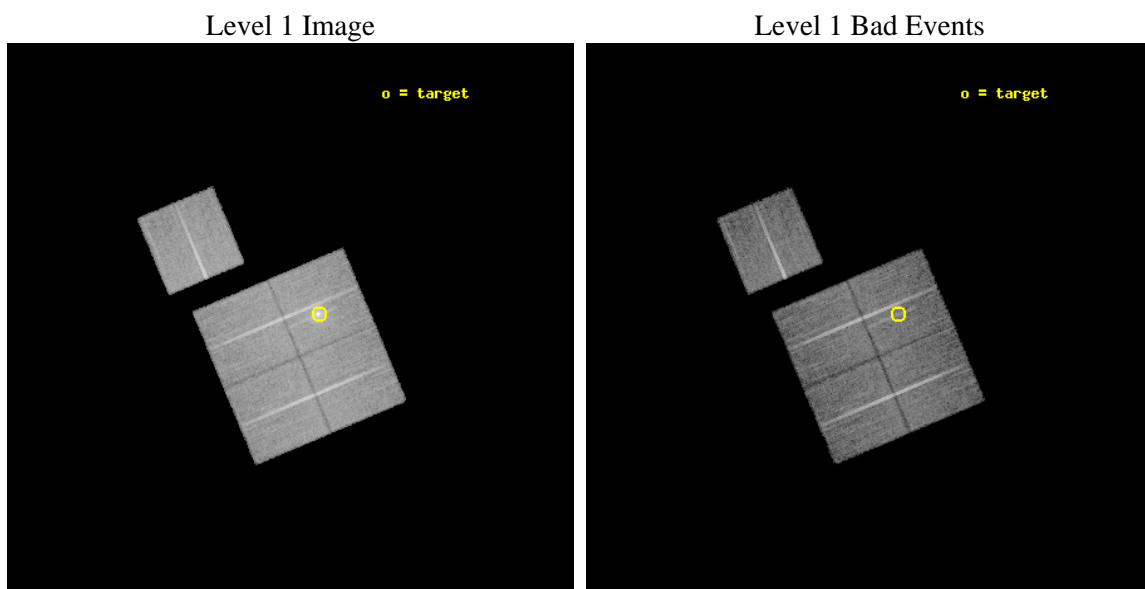 Level 1 Image
Level 1 Bad Events
o = target
o = target